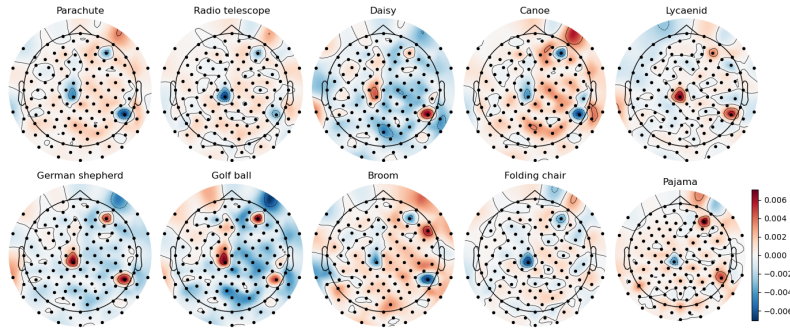 Parachute
Radio telescope
Daisy
Canoe
Lycaenid
German shepherd
Golf ball
Broom
Folding chair
Pajama
0.006
0.004
0.002
0.000
−0.002
−0.004
−0.006